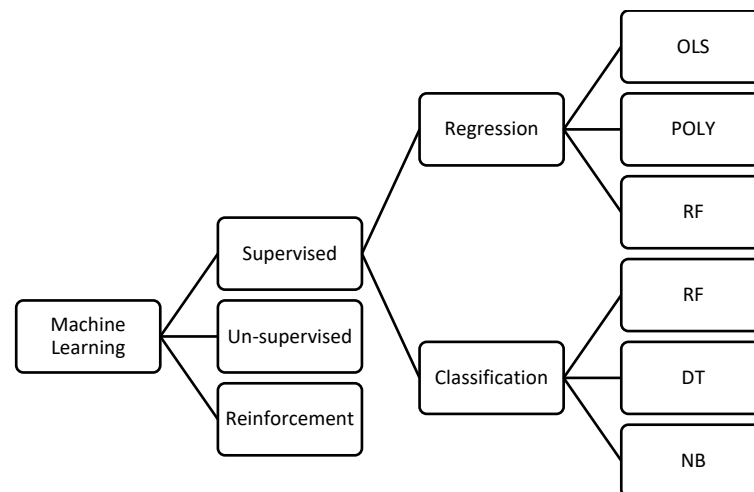 Machine
Learning
Supervised
Un-supervised
Reinforcement
Regression
Classification
OLS
POLY
RF
RF
DT
NB